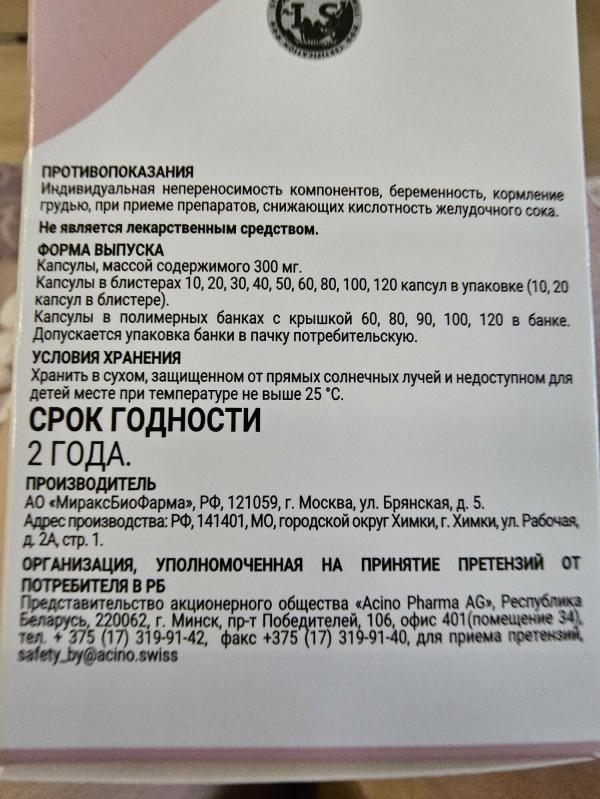 LS
CERTIFICATION
ПРОТИВОПОКАЗАНИЯ
Индивидуальная непереносимость компонентов, беременность, кормление
грудью, при приеме препаратов, снижающих кислотность желудочного сока.
Не является лекарственным средством.
ФОРМА ВЫПУСКА
Капсулы, массой содержимого 300 мг.
Капсулы в блистерах 10, 20, 30, 40, 50, 60, 80, 100, 120 капсул в упаковке (10, 20
капсул в блистере).
Капсулы в полимерных банках с крышкой 60, 80, 90, 100, 120 в банке.
Допускается упаковка банки в пачку потребительскую.
УСЛОВИЯ ХРАНЕНИЯ
Хранить в сухом, защищенном от прямых солнечных лучей и недоступном для
детей месте при температуре не выше 25 °С.
СРОК ГОДНОСТИ
2 ГОДА.
ПРОИЗВОДИТЕЛЬ
АО «МираксБиоФарма», РФ, 121059, г. Москва, ул. Брянская, д. 5.
Адрес производства: РФ, 141401, МО, городской округ Химки, г. Химки, ул. Рабочая,
д. 2А, стр. 1.
ОРГАНИЗАЦИЯ, УПОЛНОМОЧЕННАЯ НА ПРИНЯТИЕ ПРЕТЕНЗИЙ ОТ
ПОТРЕБИТЕЛЯ В РБ
Представительство акционерного общества «Acino Pharma AG», Республика
Беларусь, 220062, г. Минск, пр-т Победителей, 106, офис 401(помещение 34),
тел. + 375 (17) 319-91-42, факс +375 (17) 319-91-40, для приема претензий,
safety_by@acino.swiss